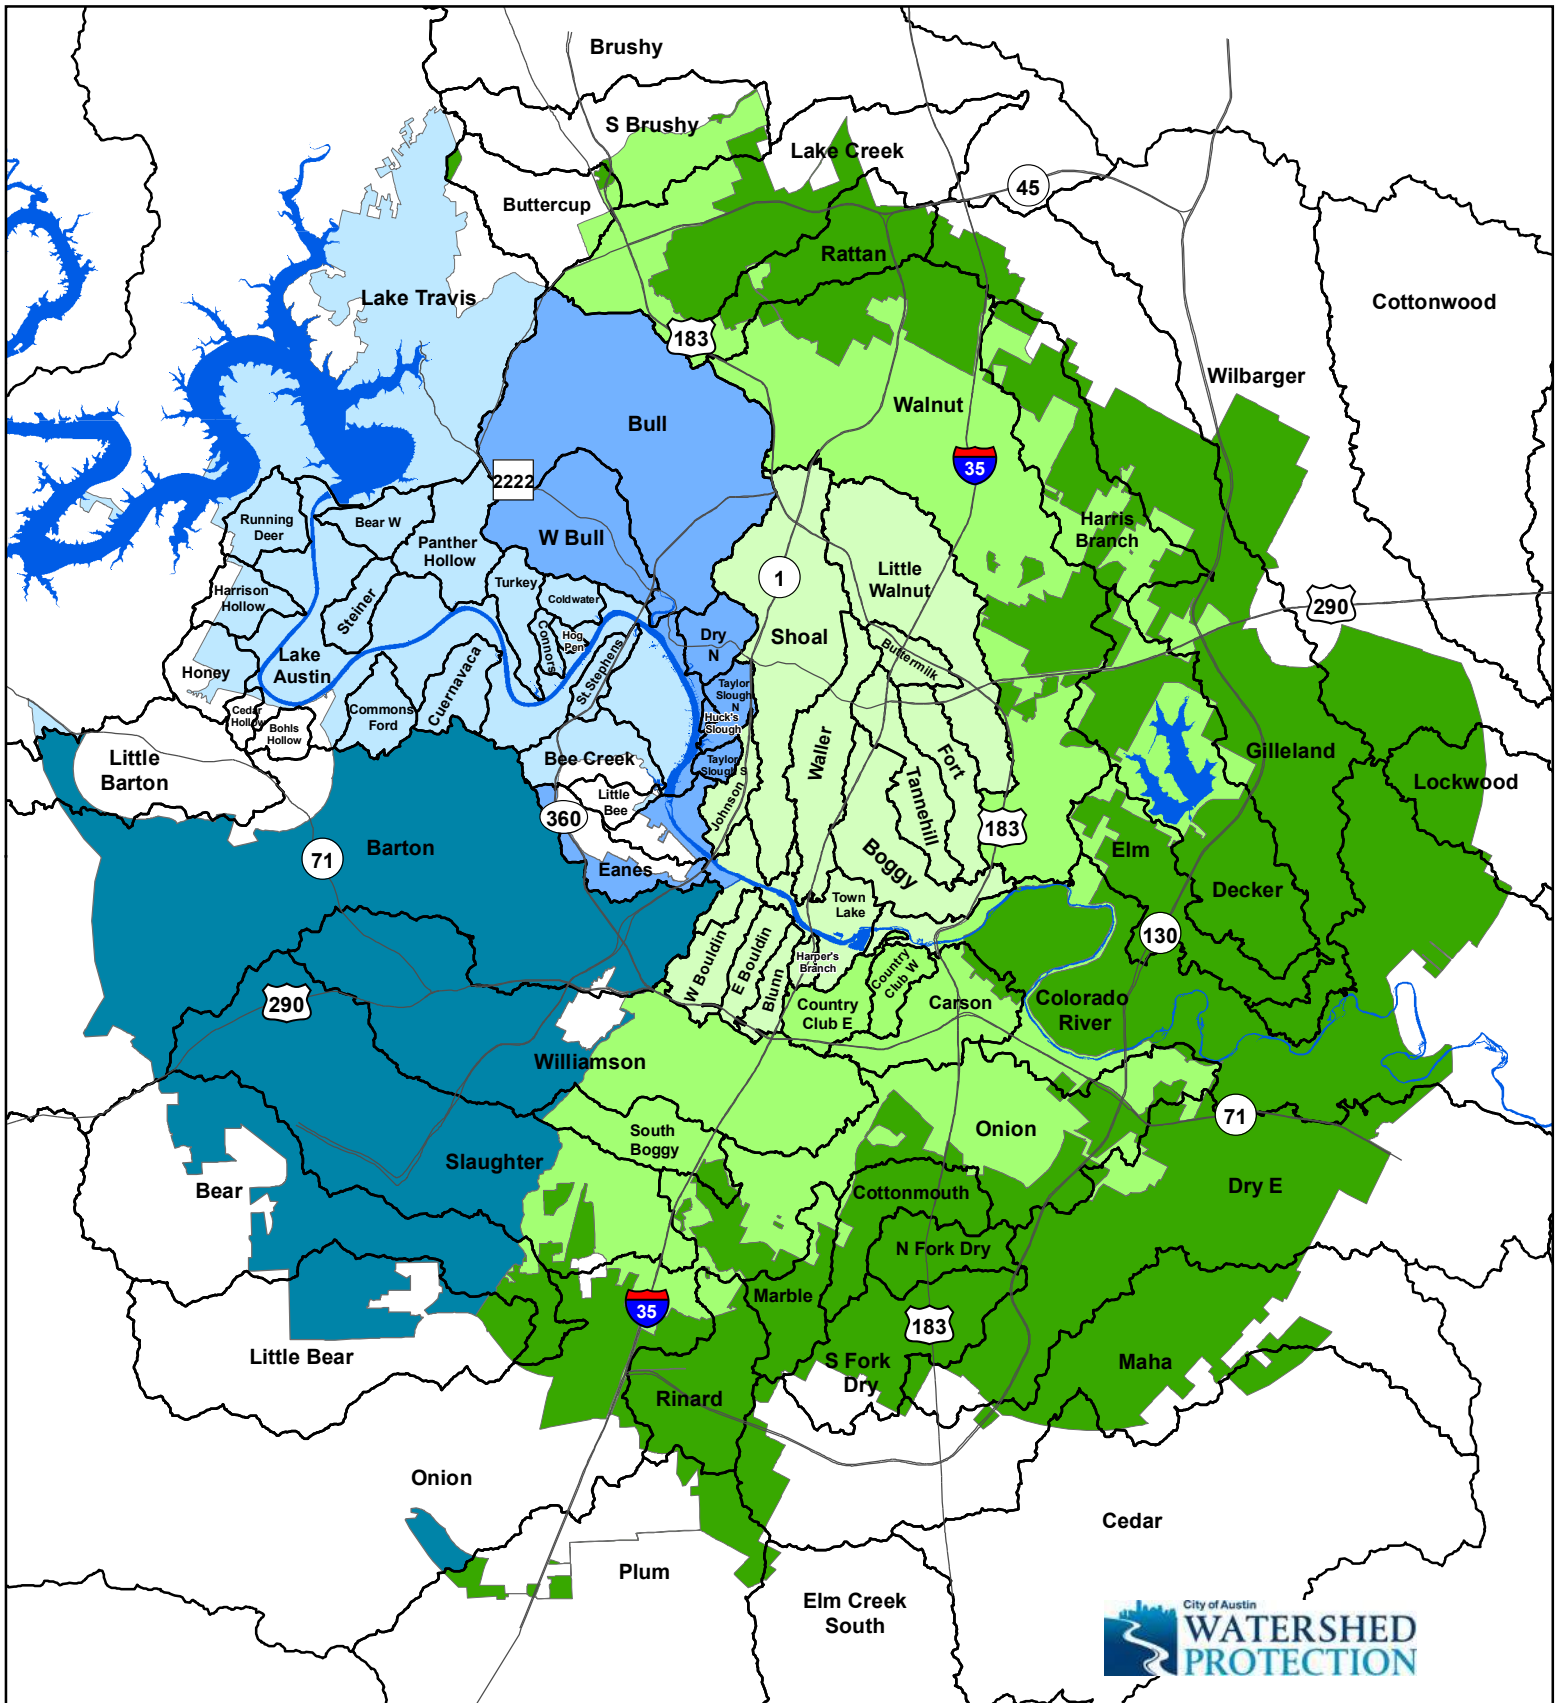 Brushy
S Brushy
Lake Creek
45
Buttercup
Rattan
Lake Travis
Cottonwood
183
Wilbarger
Walnut
Bull
35
2222
Running
Deer
Bear W
Harris
Branch
W Bull
Panther
Hollow
Little
Walnut
1
Turkey
Harrison
Hollow
Steiner
Coldwater
290
Connors
Hog
Pen
Dry
N
Shoal
Lake
Austin
St.Stephens
Buttermilk
Honey
Cuernavaca
Taylor
Slough
N
Commons
Ford
Cedar
Hollow
Bohls
Hollow
Huck's
Slough
Gilleland
Little
Barton
Bee Creek
Taylor
Slough S
Waller
Fort
Lockwood
Little
Bee
Johnson
Tannehill
360
183
Barton
71
Boggy
Elm
Eanes
Decker
Town
Lake
130
W Bouldin
E Bouldin
Blunn
Harper's
Branch
Country
Club W
290
Country
Club E
Carson
Colorado
River
Williamson
71
South
Boggy
Onion
Slaughter
Bear
Cottonmouth
Dry E
N Fork Dry
Marble
35
183
Little Bear
S Fork
Dry
Maha
Rinard
Onion
Cedar
Plum
Elm Creek
South
City of Austin
WATERSHED
PROTECTION